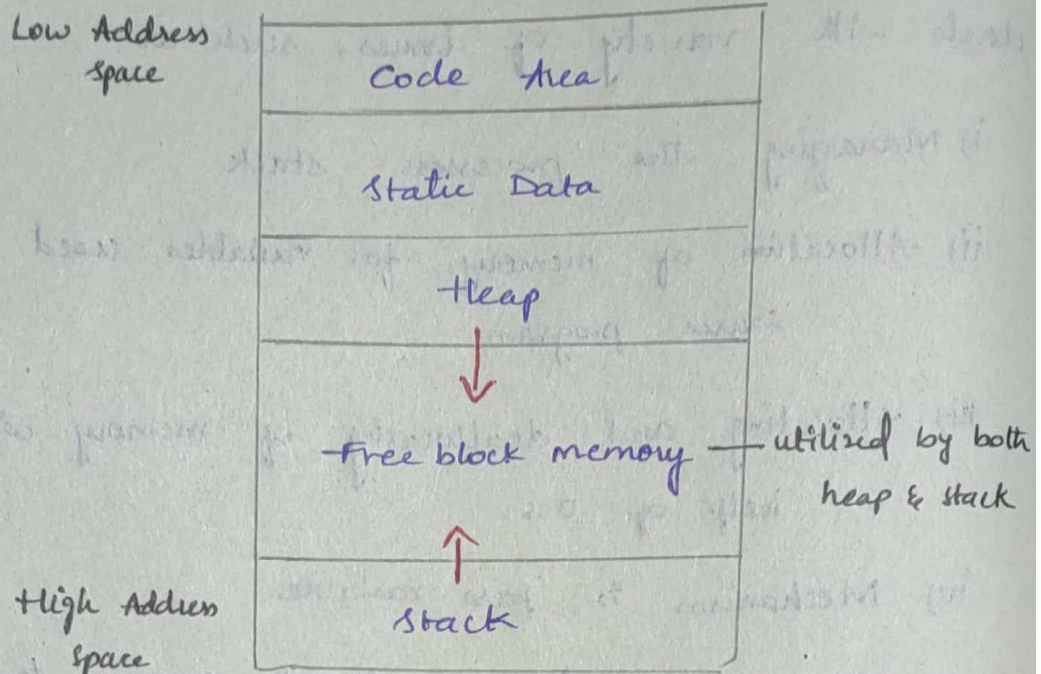 Low Address
Space
Code Area
Static Data
Heap
Free block memory — utilized by both
heap & stack
High Address
Space
Stack